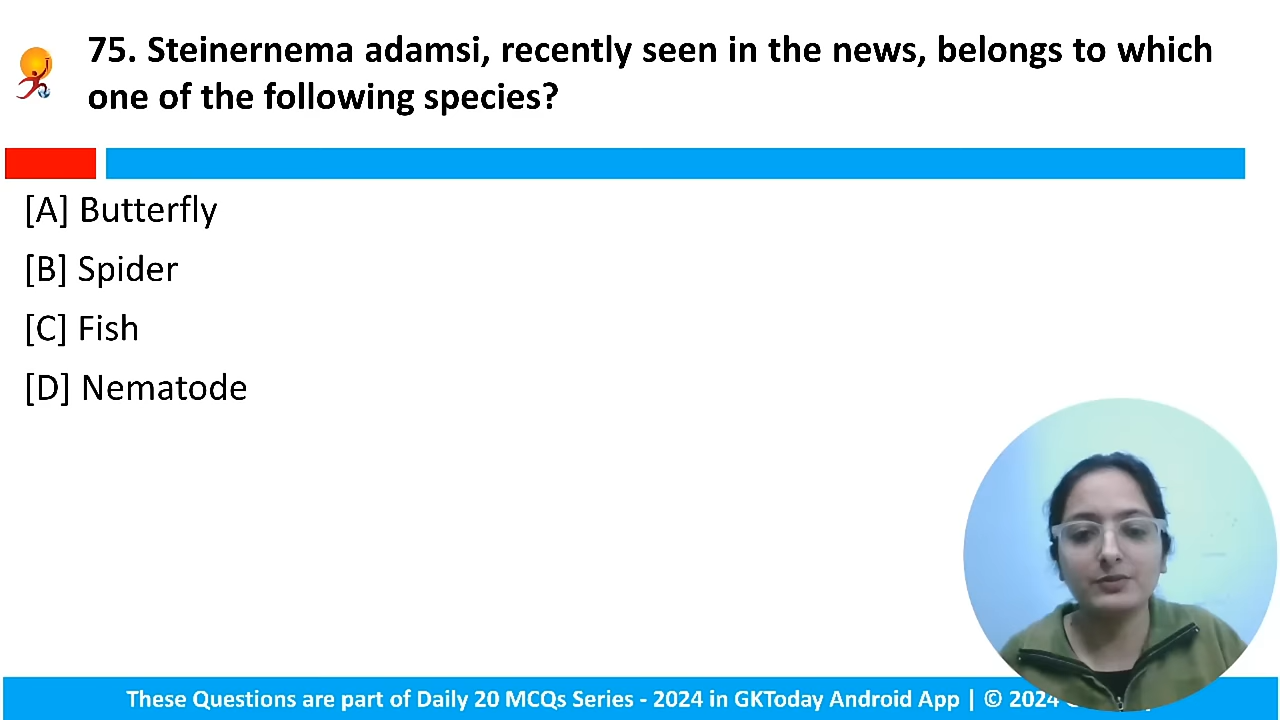 75. Steinernema adamsi, recently seen in the news, belongs to which
one of the following species?
[A] Butterfly
[B] Spider
[C] Fish
[D] Nematode
These Questions are part of Daily 20 MCQs Series - 2024 in GKToday Android App | © 2024